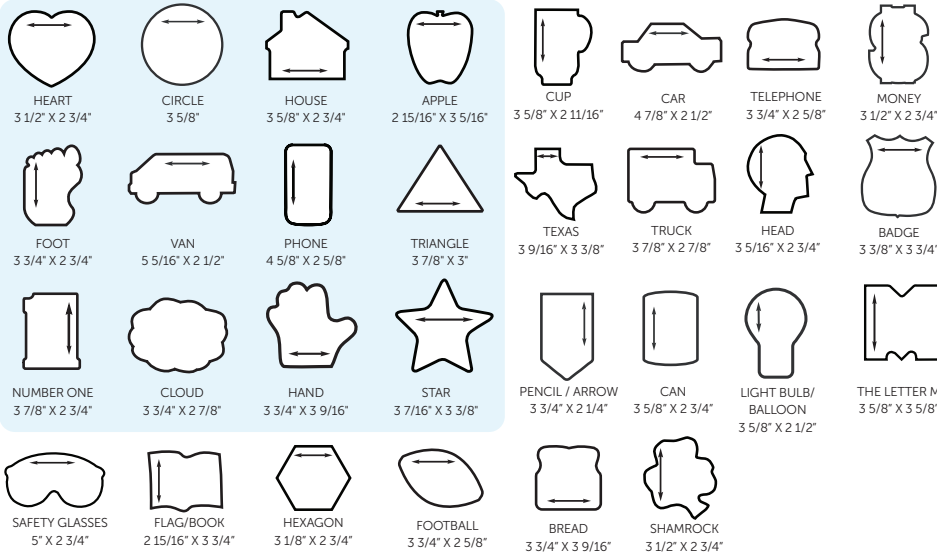 HEART
3 1/2" X 2 3/4"
CIRCLE
3 5/8"
HOUSE
3 5/8" X 2 3/4"
APPLE
2 15/16" X 3 5/16"
CUP
3 5/8" X 2 11/16"
CAR
4 7/8" X 2 1/2"
TELEPHONE
3 3/4" X 2 5/8"
MONEY
3 1/2" X 2 3/4"
FOOT
3 3/4" X 2 3/4"
VAN
5 5/16" X 2 1/2"
PHONE
4 5/8" X 2 5/8"
TRIANGLE
3 7/8" X 3"
TEXAS
3 9/16" X 3 3/8"
TRUCK
3 7/8" X 2 7/8"
HEAD
3 5/16" X 2 3/4"
BADGE
3 3/8" X 3 3/4"
NUMBER ONE
3 7/8" X 2 3/4"
CLOUD
3 3/4" X 2 7/8"
HAND
3 3/4" X 3 9/16"
STAR
3 7/16" X 3 3/8"
PENCIL / ARROW
3 3/4" X 2 1/4"
CAN
3 5/8" X 2 3/4"
LIGHT BULB/
BALLOON
3 5/8" X 2 1/2"
THE LETTER M
3 5/8" X 3 5/8"
SAFETY GLASSES
5" X 2 3/4"
FLAG/BOOK
2 15/16" X 3 3/4"
HEXAGON
3 1/8" X 2 3/4"
FOOTBALL
3 3/4" X 2 5/8"
BREAD
3 3/4" X 3 9/16"
SHAMROCK
3 1/2" X 2 3/4"